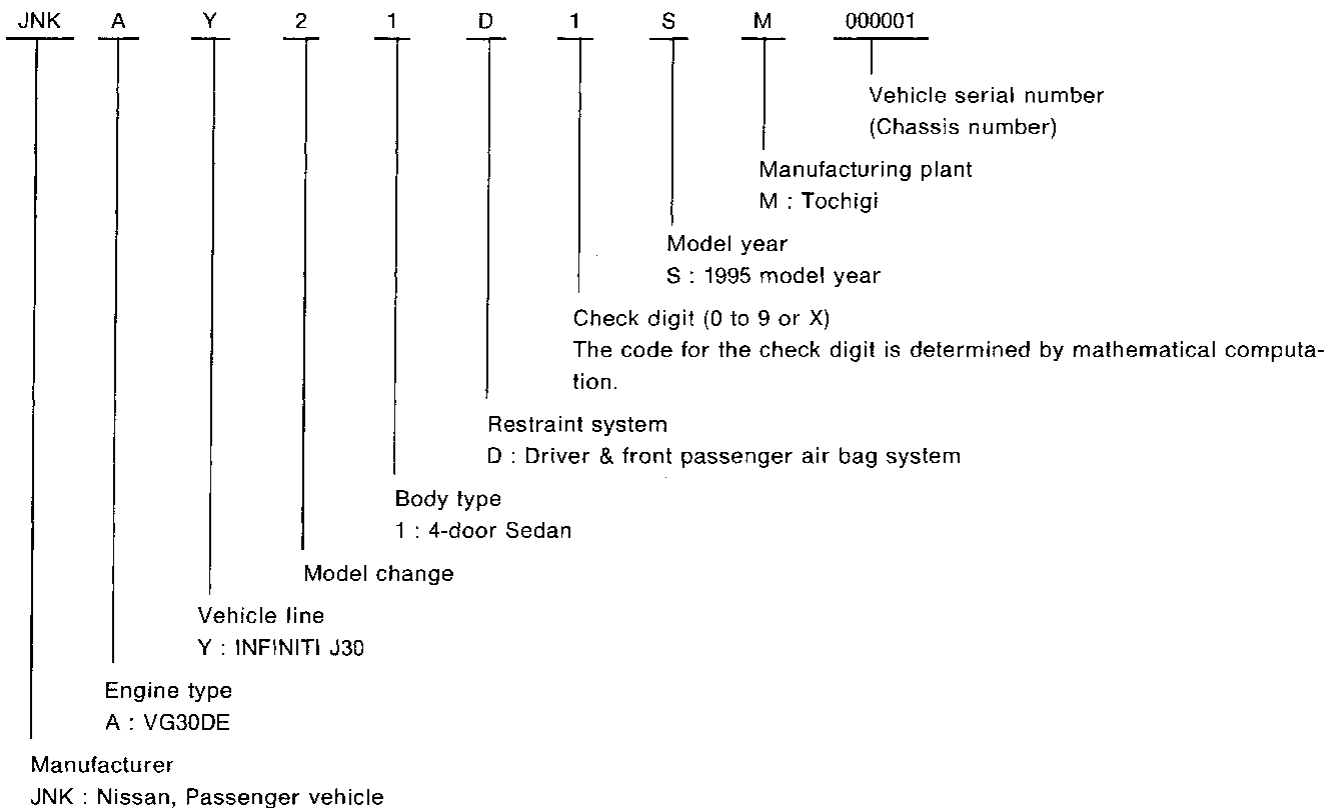 JNK A Y 2 1 D 1 S M 000001
Vehicle serial number
(Chassis number)
Manufacturing plant
M : Tochigi
Model year
S : 1995 model year
Check digit (0 to 9 or X)
The code for the check digit is determined by mathematical computa-
tion.
Restraint system
D : Driver & front passenger air bag system
Body type
1 : 4-door Sedan
Model change
Vehicle line
Y : INFINITI J30
Engine type
A : VG30DE
Manufacturer
JNK : Nissan, Passenger vehicle